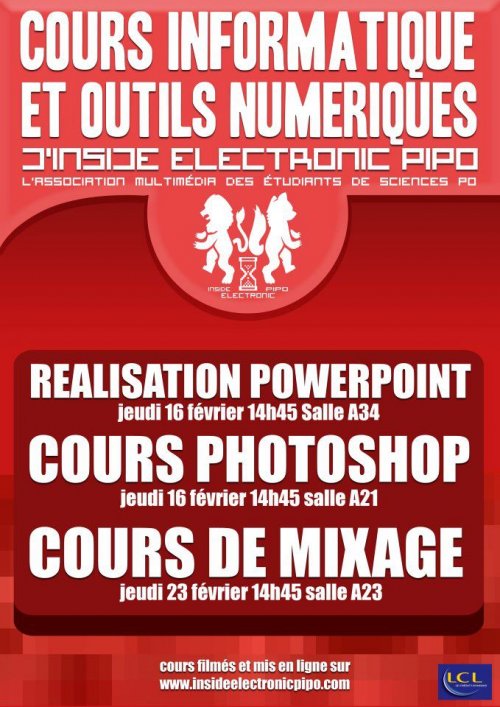 COURS INFORMATIQUE
ET OUTILS NUMERIQUES
D'INSIDE ELECTRONIC PIPO
L'ASSOCIATION MULTIMÉDIA DES ÉTUDIANTS DE SCIENCES PO
INSIDE PIPO
ELECTRONIC
REALISATION POWERPOINT
jeudi 16 février 14h45 Salle A34
COURS PHOTOSHOP
jeudi 16 février 14h45 salle A21
COURS DE MIXAGE
jeudi 23 février 14h45 salle A23
cours filmés et mis en ligne sur
www.insideelectronicpipo.com
LCL